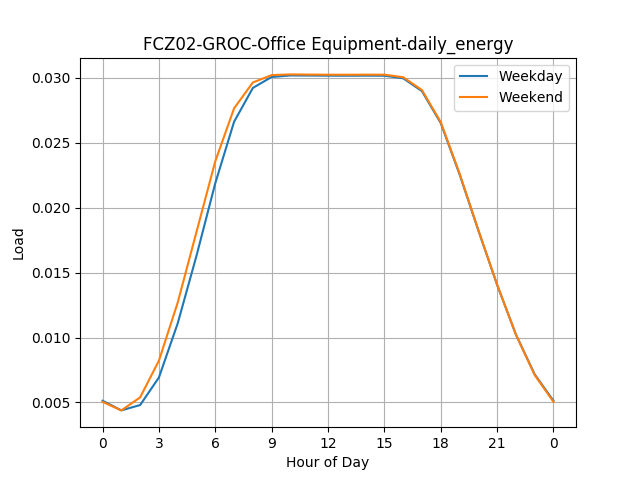 FCZ02-GROC-Office Equipment-daily_energy
Weekday
Weekend
0.030
0.025
0.020
0.015
0.010
0.005
Load
0 3 6 9 12 15 18 21 0
Hour of Day